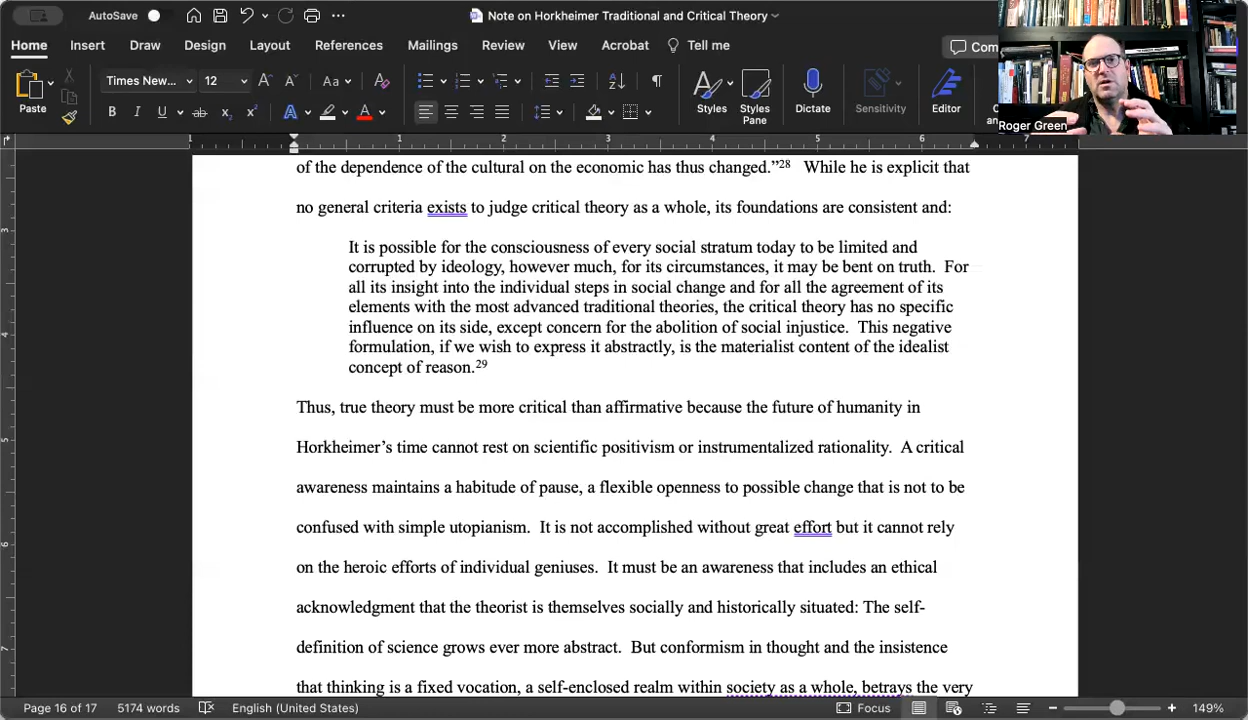 AutoSave
Note on Horkheimer Traditional and Critical Theory
Home Insert Draw Design Layout References Mailings Review View Acrobat Tell me Com
Paste
Times New... 12
Aa
B I U ab x₂ x² A A
Styles
Styles Pane
Dictate
Sensitivity
Editor
Roger Green
1 1 2 3 4 5 6 7
of the dependence of the cultural on the economic has thus changed.”28 While he is explicit that
no general criteria exists to judge critical theory as a whole, its foundations are consistent and:
It is possible for the consciousness of every social stratum today to be limited and
corrupted by ideology, however much, for its circumstances, it may be bent on truth. For
all its insight into the individual steps in social change and for all the agreement of its
elements with the most advanced traditional theories, the critical theory has no specific
influence on its side, except concern for the abolition of social injustice. This negative
formulation, if we wish to express it abstractly, is the materialist content of the idealist
concept of reason.29
Thus, true theory must be more critical than affirmative because the future of humanity in
Horkheimer’s time cannot rest on scientific positivism or instrumentalized rationality. A critical
awareness maintains a habitude of pause, a flexible openness to possible change that is not to be
confused with simple utopianism. It is not accomplished without great effort but it cannot rely
on the heroic efforts of individual geniuses. It must be an awareness that includes an ethical
acknowledgment that the theorist is themselves socially and historically situated: The self-
definition of science grows ever more abstract. But conformism in thought and the insistence
that thinking is a fixed vocation, a self-enclosed realm within society as a whole, betrays the very
Page 16 of 17 5174 words English (United States) Focus 149%